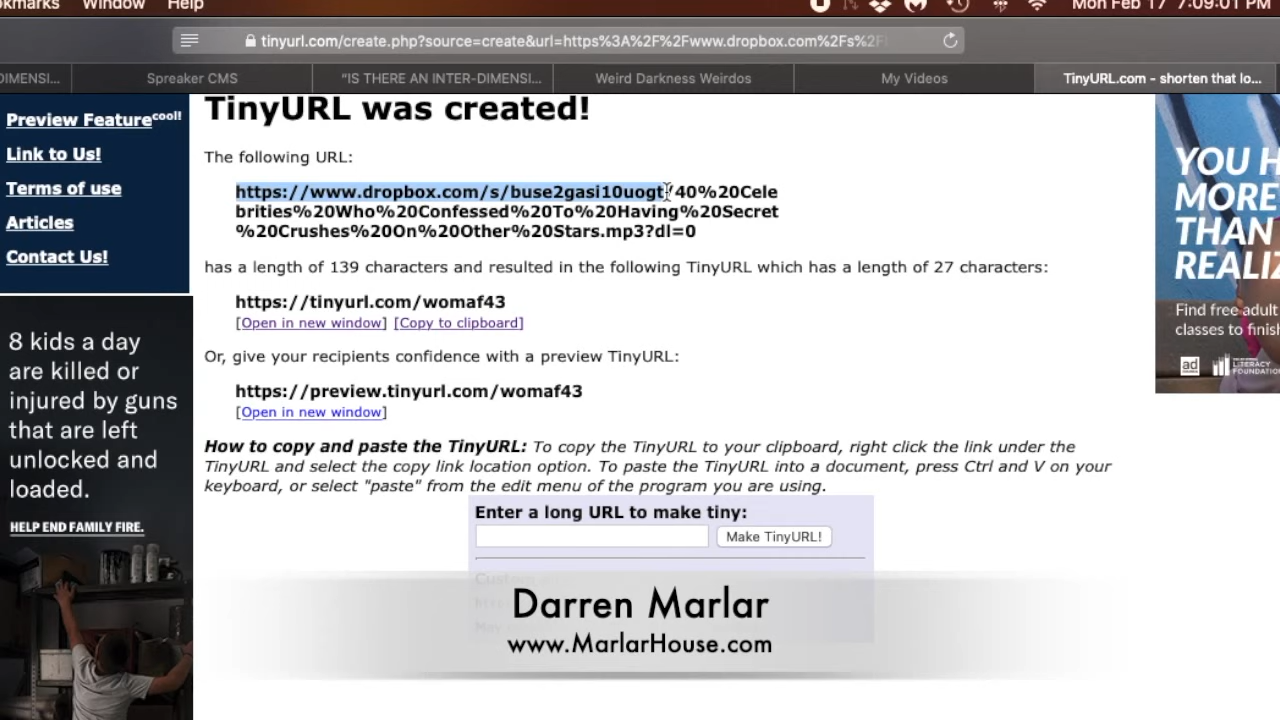 Window Help
Mon Feb 17 7:09:01 PM
tinyurl.com/create.php?source=create&url=https%3A%2F%2Fwww.dropbox.com%2Fs%2F
DIMENSI...
Spreaker CMS
“IS THERE AN INTER-DIMENSI...
Weird Darkness Weirdos
My Videos
TinyURL.com - shorten that lo...
Preview Feature cool!
Link to Us!
Terms of use
Articles
Contact Us!
8 kids a day
are killed or
injured by guns
that are left
unlocked and
loaded.
HELP END FAMILY FIRE.
TinyURL was created!
The following URL:
https://www.dropbox.com/s/buse2gasi10uogt/40%20Cele
brities%20Who%20Confessed%20To%20Having%20Secret
%20Crushes%20On%20Other%20Stars.mp3?dl=0
has a length of 139 characters and resulted in the following TinyURL which has a length of 27 characters:
https://tinyurl.com/womaf43
[Open in new window] [Copy to clipboard]
Or, give your recipients confidence with a preview TinyURL:
https://preview.tinyurl.com/womaf43
[Open in new window]
How to copy and paste the TinyURL: To copy the TinyURL to your clipboard, right click the link under the
TinyURL and select the copy link location option. To paste the TinyURL into a document, press Ctrl and V on your
keyboard, or select "paste" from the edit menu of the program you are using.
Enter a long URL to make tiny:
Make TinyURL!
Darren Marlar
www.MarlarHouse.com
YOU H
MORE
THAN
REALIZ
Find free adult
classes to finish
ad
LITERACY